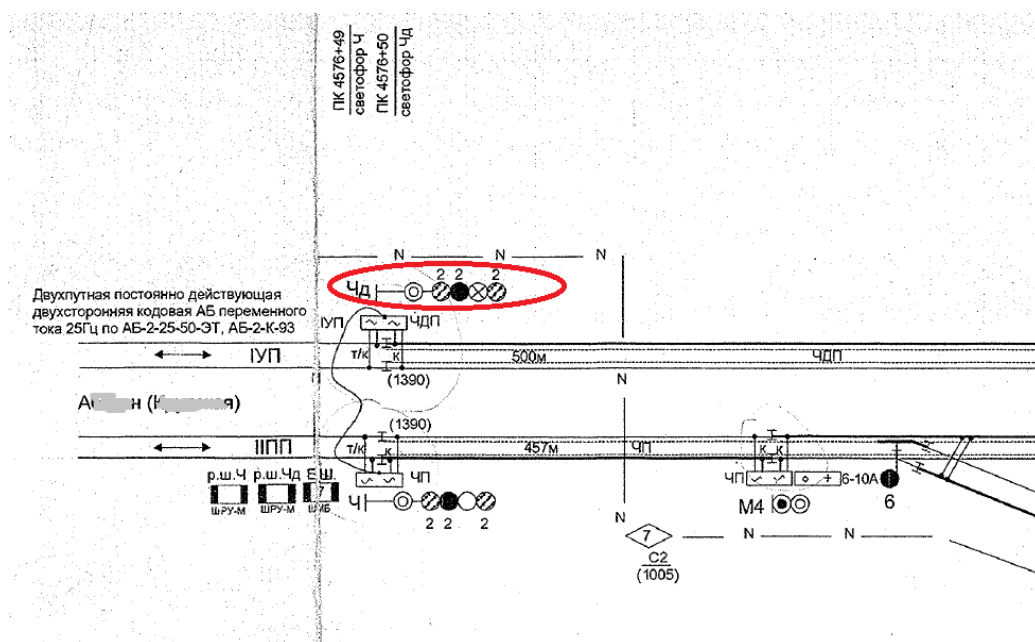 ПК 4576+49
светофор Ч
ПК 4576+50
светофор Чд
N N N
2 2 2
Чд
Двухпутная постоянно действующая
двухсторонняя кодовая АБ переменного
тока 25Гц по АБ-2-25-50-ЭТ, АБ-2-К-93
IУП ЧДП
IУП т/к к 500м ЧДП
(1390) N
(1390)
IIПП т/к к 457м ЧП к к
р.ш.Ч р.ш.Чд Е.Ш. ЧП ЧП 6-10А
7
ШРУ-М ШРУ-М ШМБ Ч М4 6
2 2 2
N
7 N N
С2
(1005)